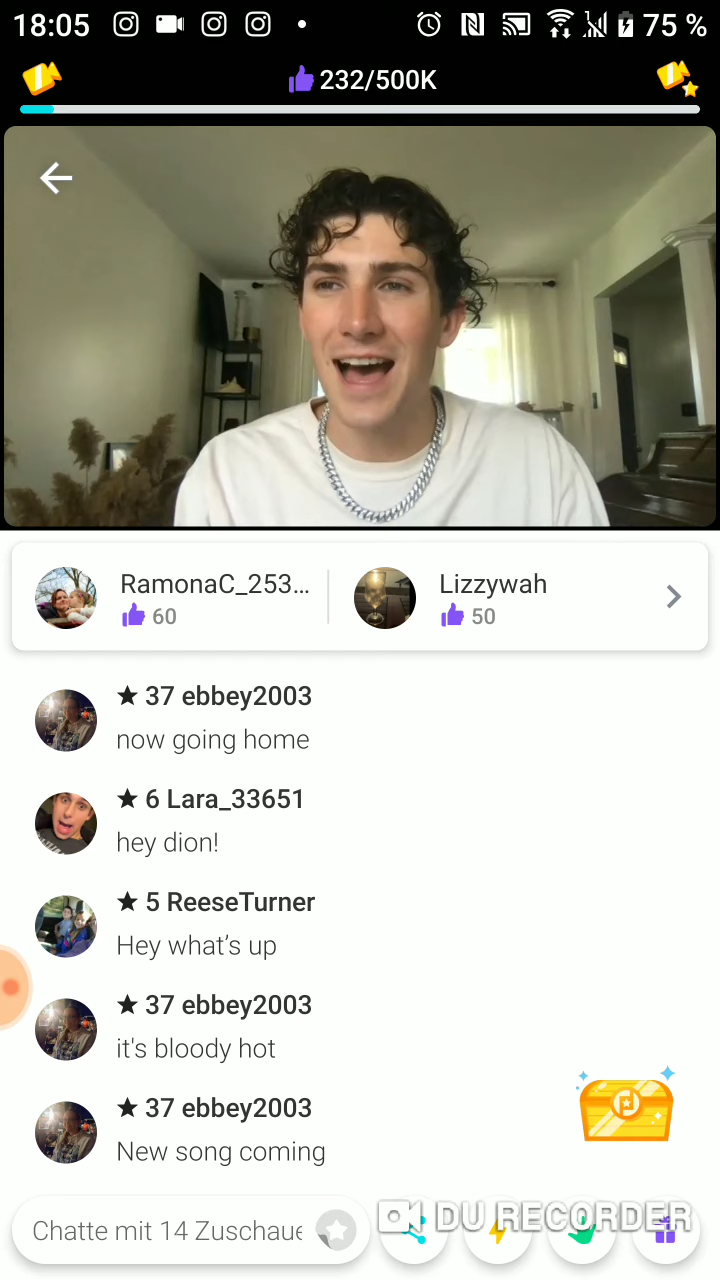 18:05
75 %
232/500K
RamonaC_253...
60
Lizzywah
50
★ 37 ebbey2003
now going home
★ 6 Lara_33651
hey dion!
★ 5 ReeseTurner
Hey what's up
★ 37 ebbey2003
it's bloody hot
★ 37 ebbey2003
New song coming
Chatte mit 14 Zuschaue
DU RECORDER